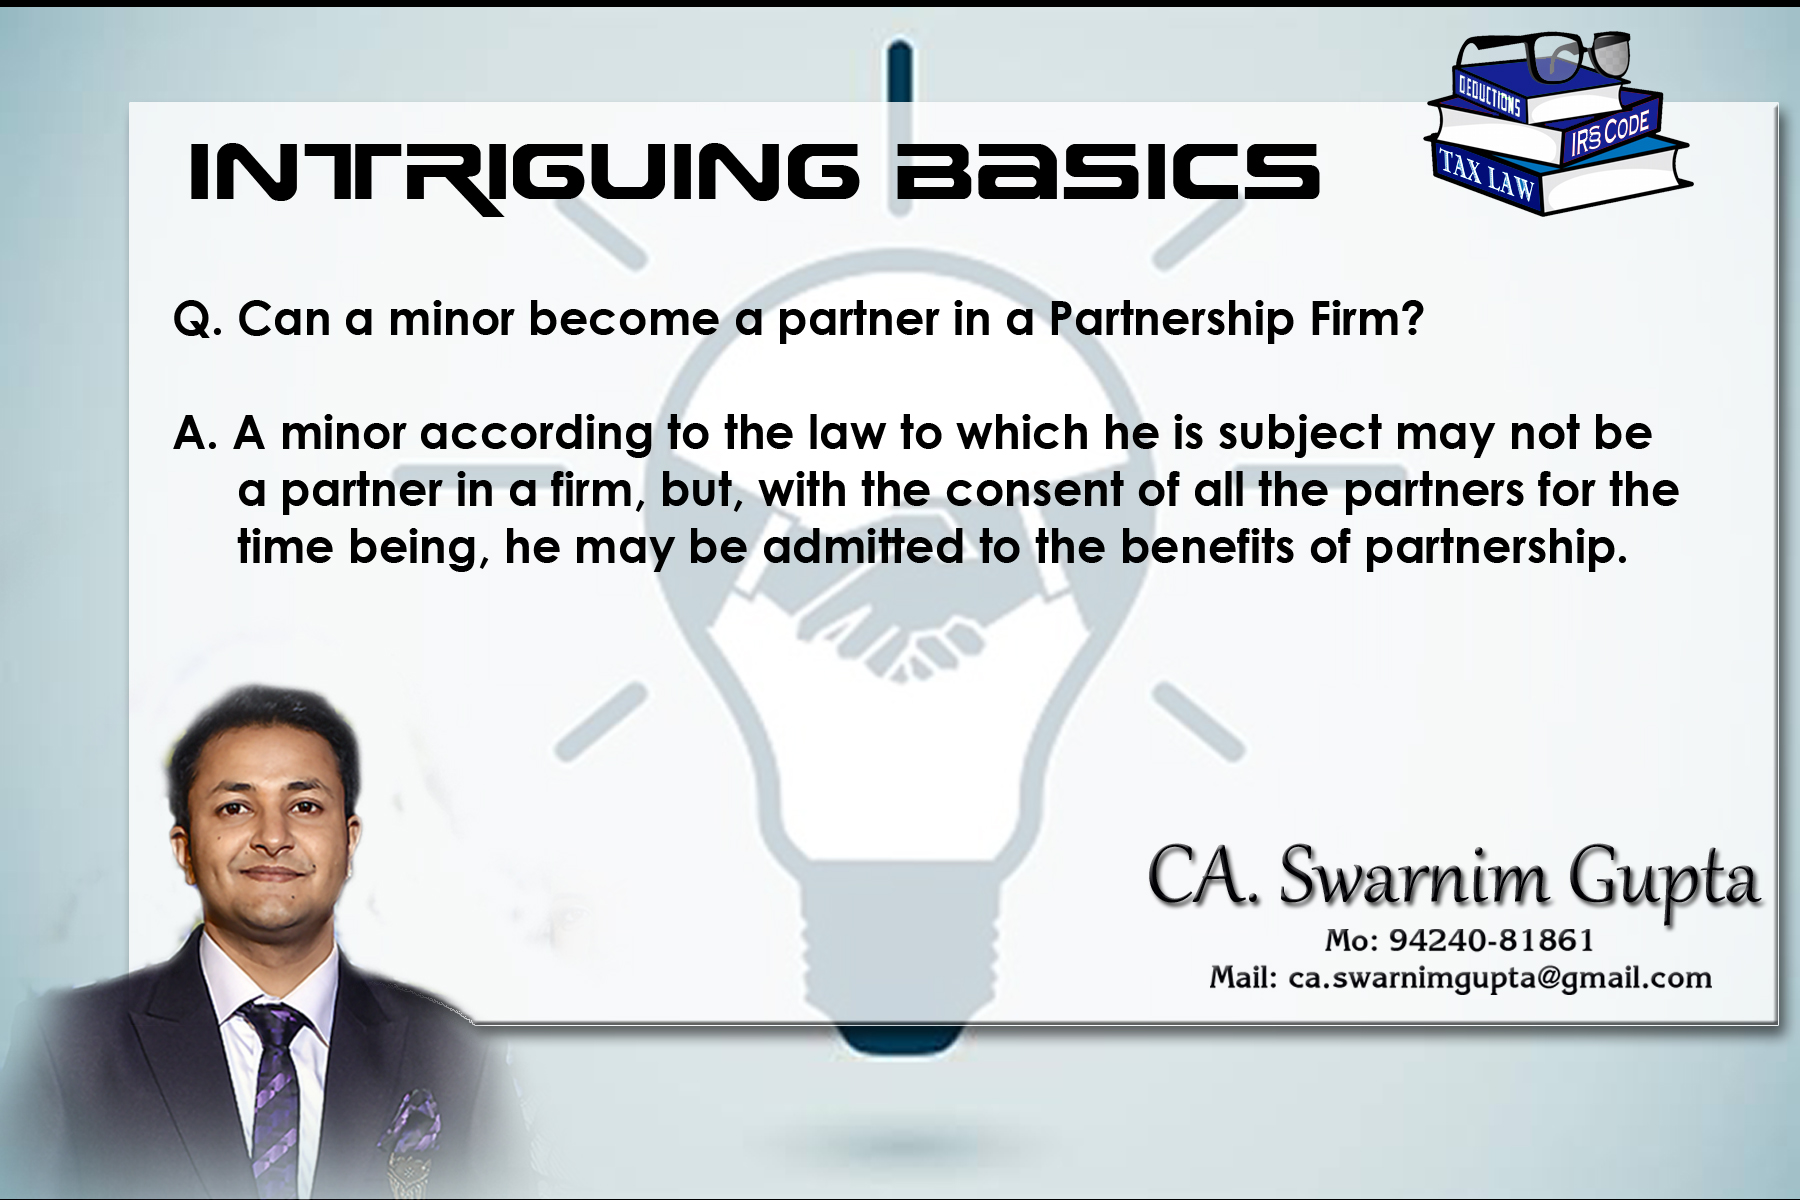 INTRIGUING BASICS
DEDUCTIONS
IRS CODE
TAX LAW
Q. Can a minor become a partner in a Partnership Firm?
A. A minor according to the law to which he is subject may not be
a partner in a firm, but, with the consent of all the partners for the
time being, he may be admitted to the benefits of partnership.
CA. Swarnim Gupta
Mo: 94240-81861
Mail: ca.swarnimgupta@gmail.com